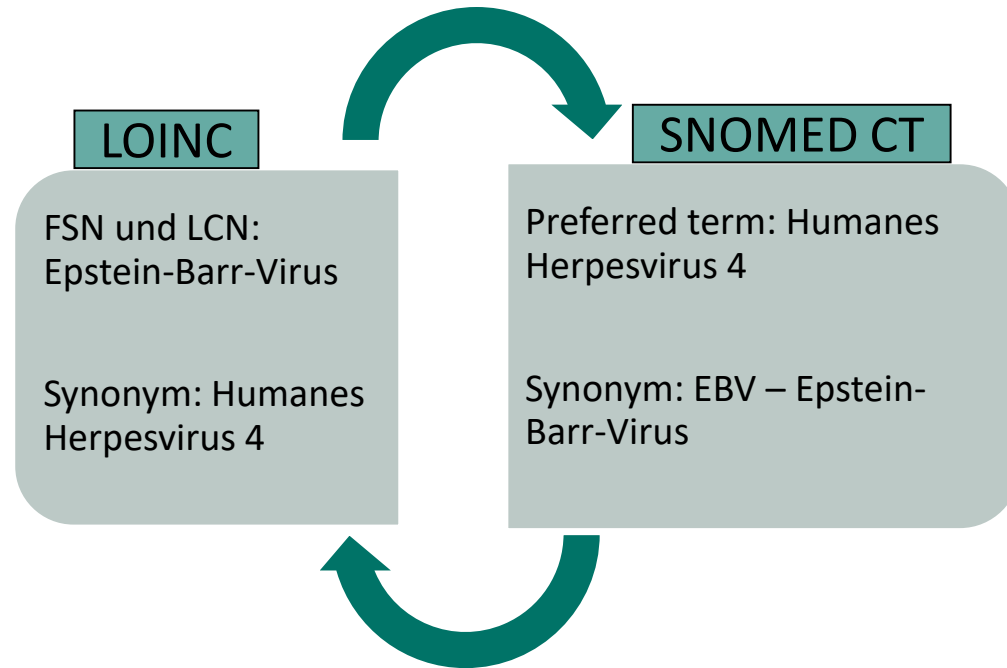 LOINC
FSN und LCN:
Epstein-Barr-Virus
Synonym: Humanes
Herpesvirus 4
SNOMED CT
Preferred term: Humanes
Herpesvirus 4
Synonym: EBV – Epstein-
Barr-Virus